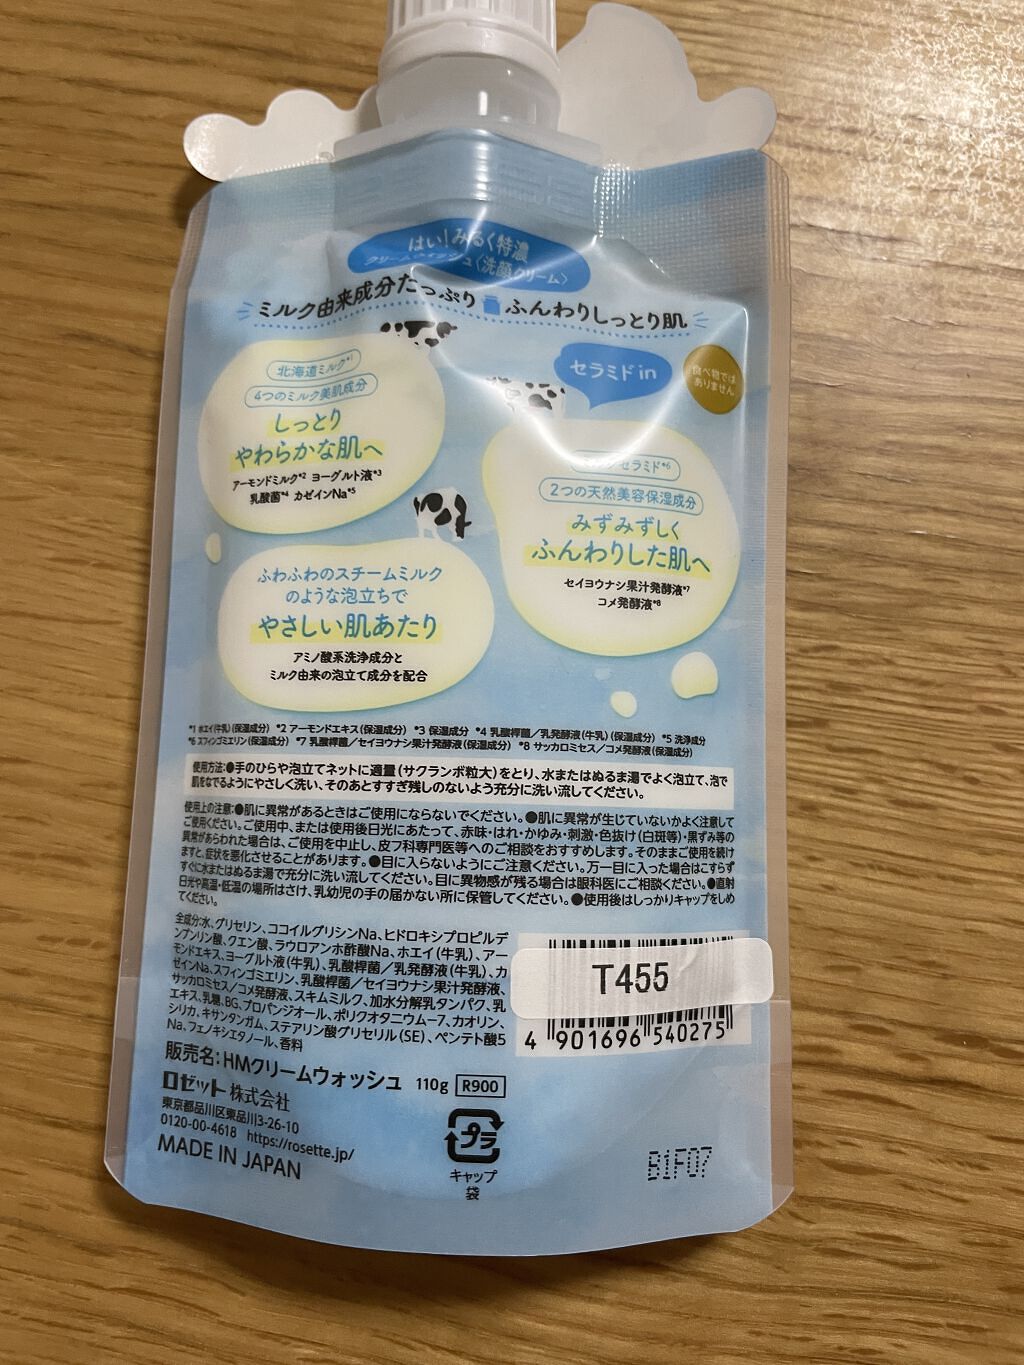 はい!みるく特濃
クリームウォッシュ〈洗顔クリーム〉
ミルク由来成分たっぷり ふんわりしっとり肌
北海道ミルク*1
4つのミルク美肌成分
しっとり
やわらかな肌へ
アーモンドミルク*2 ヨーグルト液*3
乳酸菌*4 カゼインNa*5
セラミド in
食べ物では
ありません
セラミド*6
2つの天然美容保湿成分
みずみずしく
ふんわりした肌へ
セイヨウナシ果汁発酵液*7
コメ発酵液*8
ふわふわのスチームミルク
のような泡立ちで
やさしい肌あたり
アミノ酸系洗浄成分と
ミルク由来の泡立て成分を配合
*1 ホエイ(牛乳)(保湿成分) *2 アーモンドエキス(保湿成分) *3 保湿成分 *4 乳酸桿菌/乳発酵液(牛乳)(保湿成分) *5 洗浄成分
*6 スフィンゴミエリン(保湿成分) *7 乳酸桿菌/セイヨウナシ果汁発酵液(保湿成分) *8 サッカロミセス/コメ発酵液(保湿成分)
使用方法:●手のひらや泡立てネットに適量(サクランボ粒大)をとり、水またはぬるま湯でよく泡立て、泡で
肌をなでるようにやさしく洗い、そのあとすすぎ残しのないよう充分に洗い流してください。
使用上の注意:●肌に異常があるときはご使用にならないでください。●肌に異常が生じていないかよく注意して
ご使用ください。ご使用中、または使用後日光にあたって、赤味・はれ・かゆみ・刺激・色抜け(白斑等)・黒ずみ等の
異常があらわれた場合は、ご使用を中止し、皮フ科専門医等へのご相談をおすすめします。そのままご使用を続け
ますと、症状を悪化させることがあります。●目に入らないようにご注意ください。万一目に入った場合はこすらず
すぐに水またはぬるま湯で充分に洗い流してください。目に異物感が残る場合は眼科医にご相談ください。●直射
日光や高温・低温の場所はさけ、乳幼児の手の届かない所に保管してください。●使用後はしっかりキャップをしめ
てください。
全成分:水、グリセリン、ココイルグリシンNa、ヒドロキシプロピルデ
ンプンリン酸、クエン酸、ラウロアンホ酢酸Na、ホエイ(牛乳)、アー
モンドエキス、ヨーグルト液(牛乳)、乳酸桿菌/乳発酵液(牛乳)、カ
ゼインNa、スフィンゴミエリン、乳酸桿菌/セイヨウナシ果汁発酵液、
サッカロミセス/コメ発酵液、スキムミルク、加水分解乳タンパク、乳
エキス、乳糖、BG、プロパンジオール、ポリクオタニウム-7、カオリン、
シリカ、キサンタンガム、ステアリン酸グリセリル(SE)、ペンテト酸5
Na、フェノキシエタノール、香料
T455
4 901696 540275
販売名:HMクリームウォッシュ 110g R900
ロゼット株式会社
東京都品川区東品川3-26-10
0120-00-4618 https://rosette.jp/
MADE IN JAPAN
プラ
キャップ
袋
B1F07